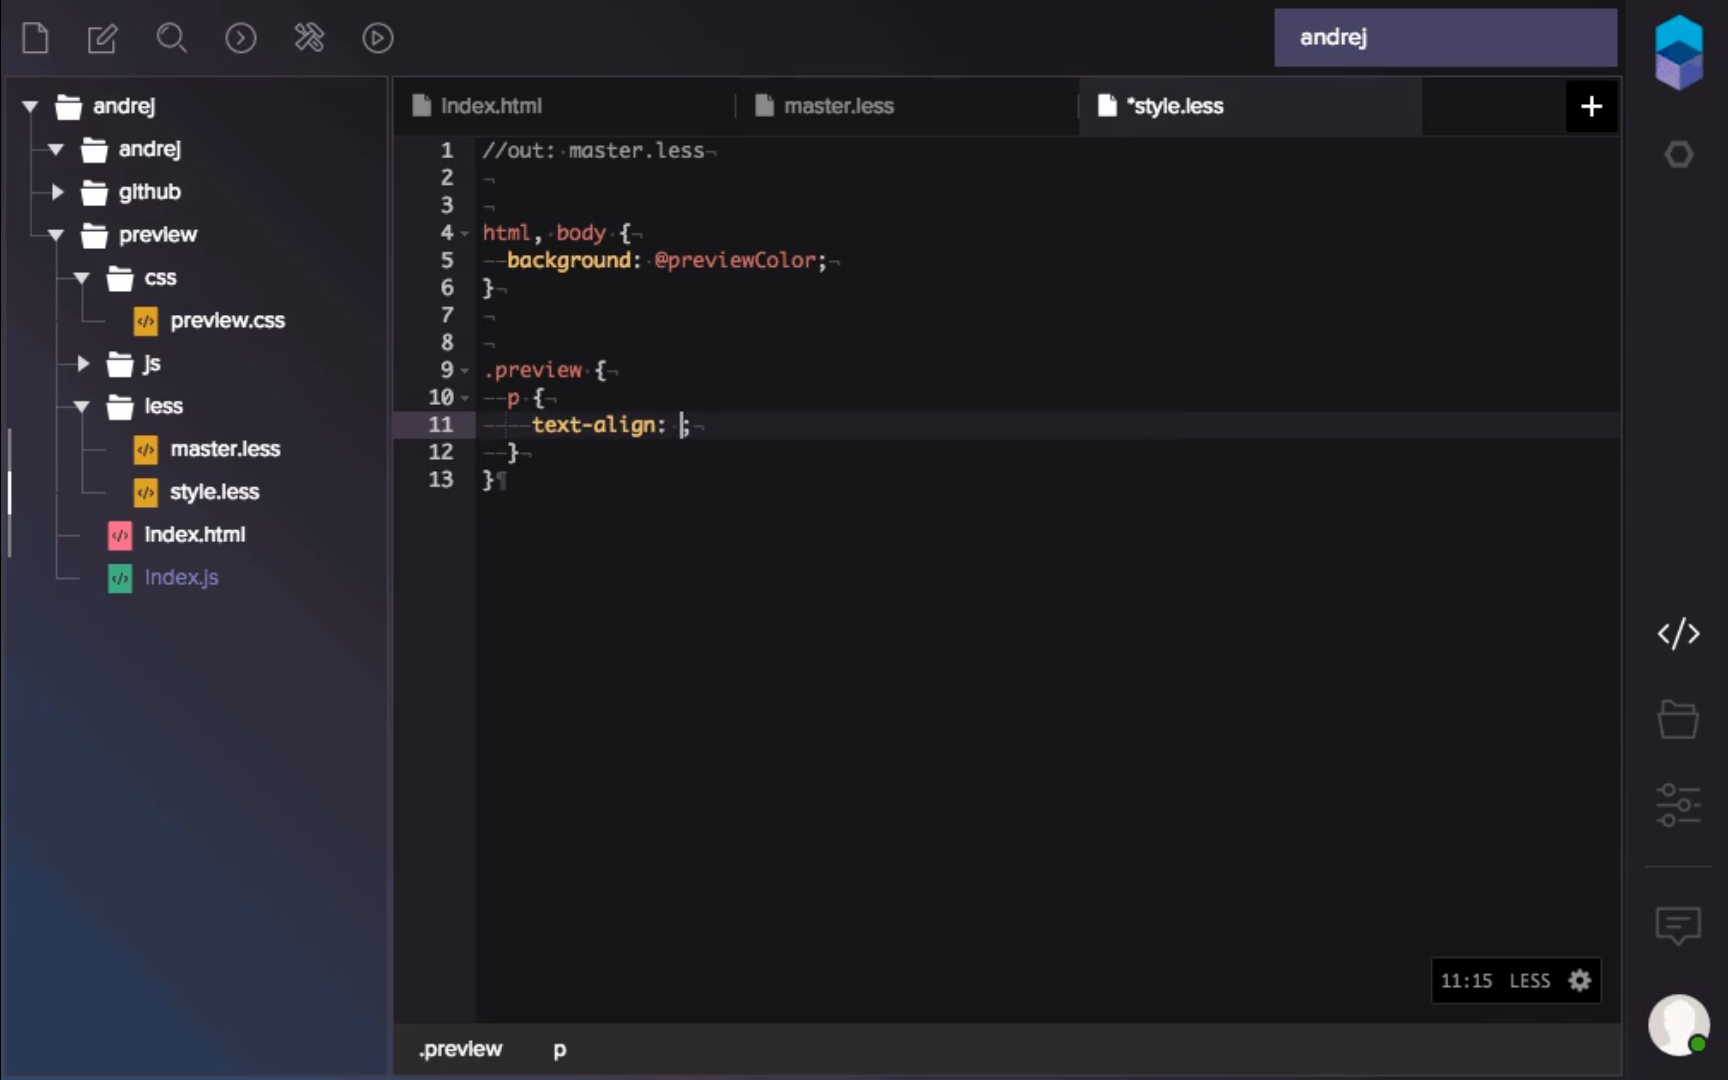 andrej
andrej
andrej
github
preview
css
preview.css
js
less
master.less
style.less
index.html
index.js
index.html
master.less
*style.less
+
1 //out: master.less¬
2 ¬
3 ¬
4 html, body {¬
5 background: @previewColor;¬
6 }¬
7 ¬
8 ¬
9 .preview {¬
10 p {¬
11 text-align: ;¬
12 }¬
13 }¶
11:15 LESS
.preview p